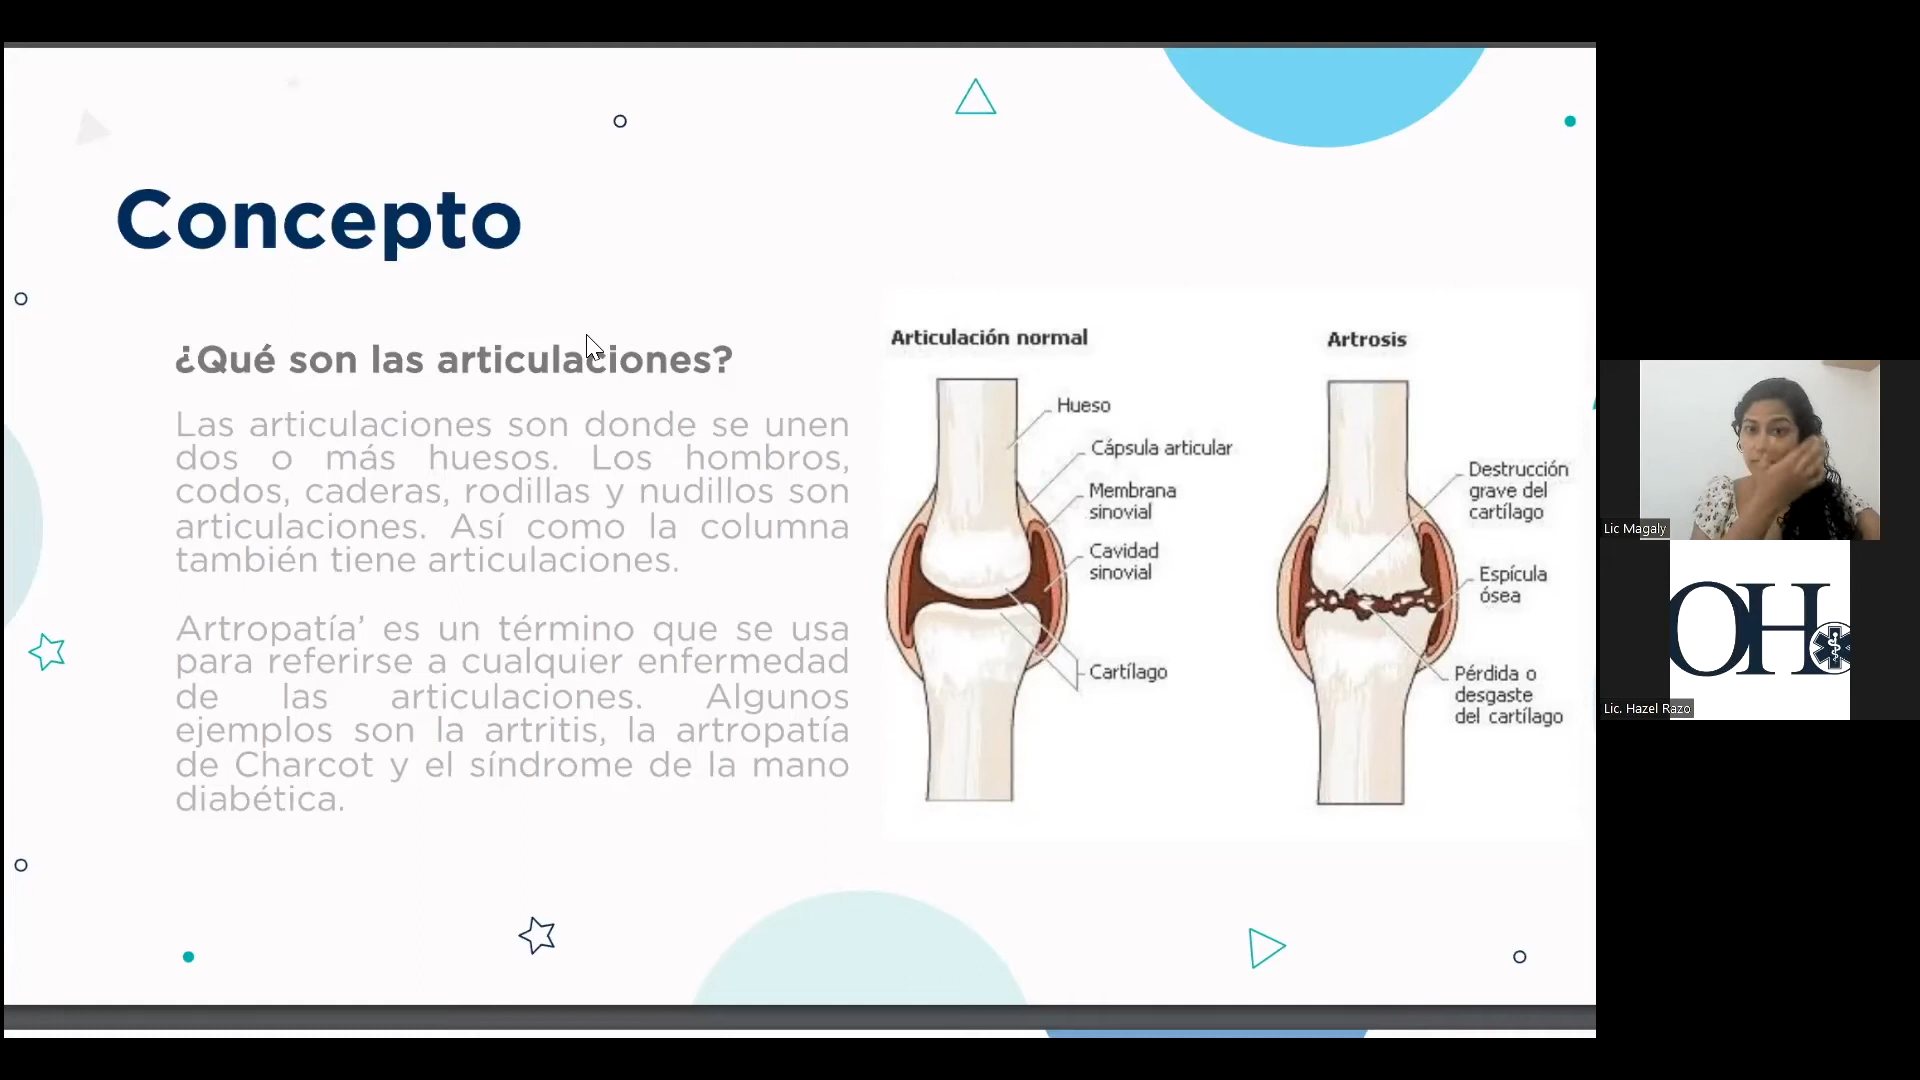 Concepto
¿Qué son las articulaciones?
Las articulaciones son donde se unen
dos o más huesos. Los hombros,
codos, caderas, rodillas y nudillos son
articulaciones. Así como la columna
también tiene articulaciones.
Artropatía’ es un término que se usa
para referirse a cualquier enfermedad
de las articulaciones. Algunos
ejemplos son la artritis, la artropatía
de Charcot y el síndrome de la mano
diabética.
Articulación normal
Hueso
Cápsula articular
Membrana
sinovial
Cavidad
sinovial
Cartílago
Artrosis
Destrucción
grave del
cartílago
Espícula
ósea
Pérdida o
desgaste
del cartílago
Lic Magaly
OH
Lic. Hazel Razo